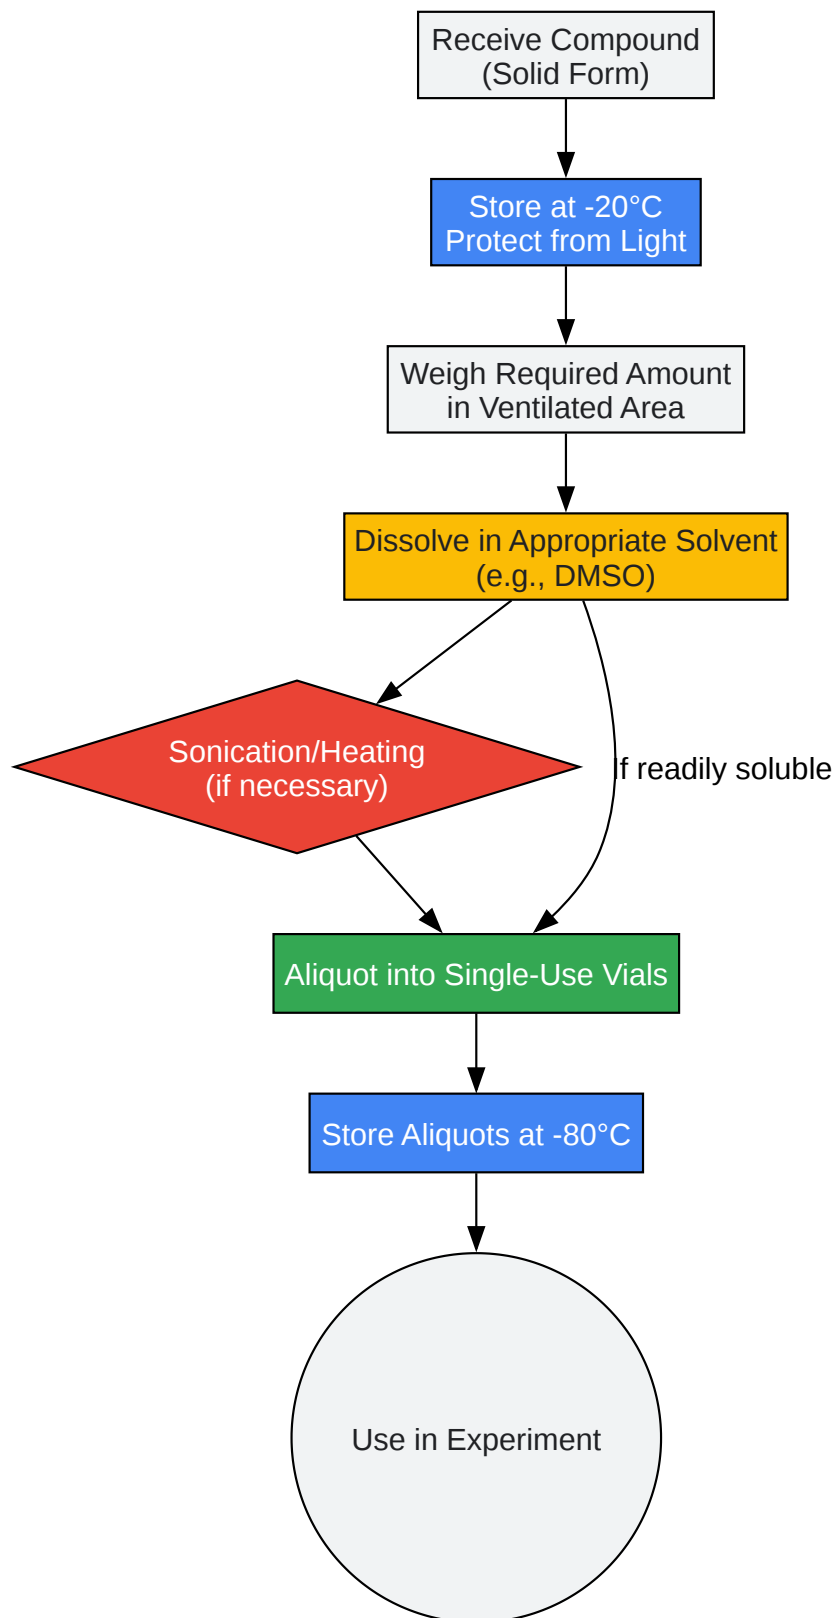 Receive Compound
(Solid Form)
Store at -20°C
Protect from Light
Weigh Required Amount
in Ventilated Area
Dissolve in Appropriate Solvent
(e.g., DMSO)
Sonication/Heating
(if necessary)
If readily soluble
Aliquot into Single-Use Vials
Store Aliquots at -80°C
Use in Experiment